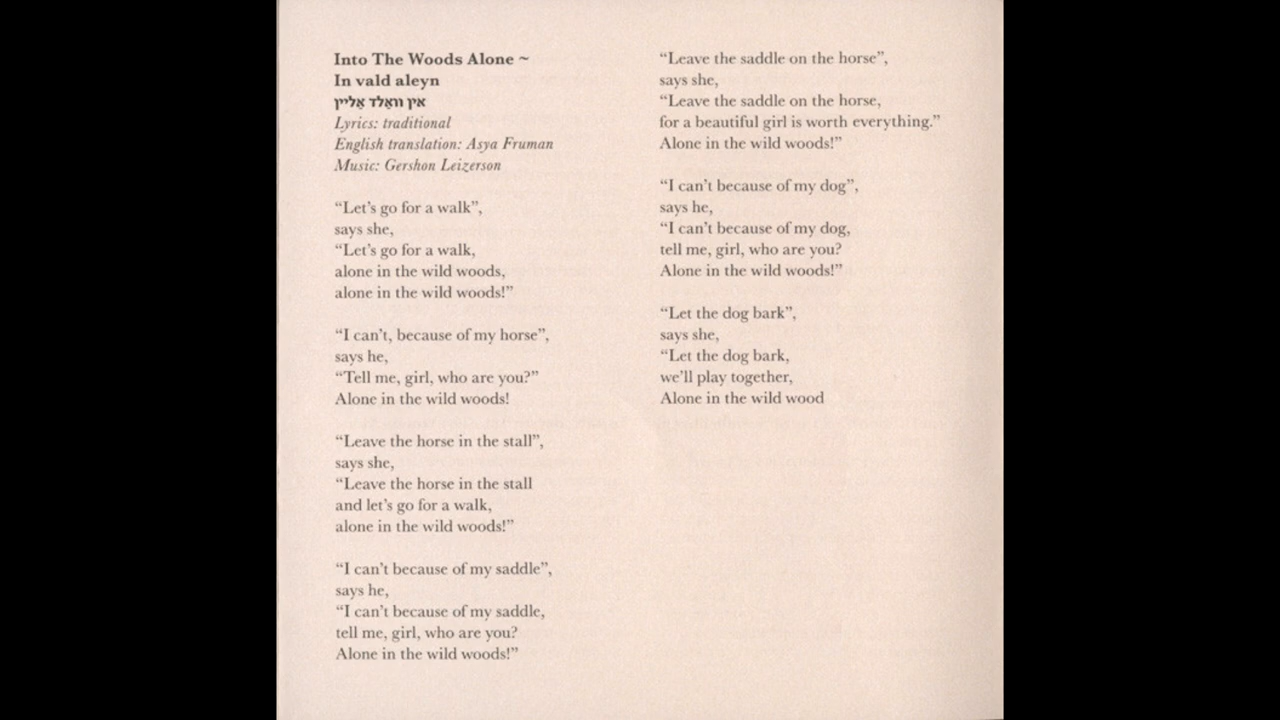 Into The Woods Alone ~
In vald aleyn
אין וואַלד אַליין
Lyrics: traditional
English translation: Asya Fruman
Music: Gershon Leizerson
“Let’s go for a walk”,
says she,
“Let’s go for a walk,
alone in the wild woods,
alone in the wild woods!”
“I can’t, because of my horse”,
says he,
“Tell me, girl, who are you?”
Alone in the wild woods!
“Leave the horse in the stall”,
says she,
“Leave the horse in the stall
and let’s go for a walk,
alone in the wild woods!”
“I can’t because of my saddle”,
says he,
“I can’t because of my saddle,
tell me, girl, who are you?
Alone in the wild woods!”
“Leave the saddle on the horse”,
says she,
“Leave the saddle on the horse,
for a beautiful girl is worth everything.”
Alone in the wild woods!”
“I can’t because of my dog”,
says he,
“I can’t because of my dog,
tell me, girl, who are you?
Alone in the wild woods!”
“Let the dog bark”,
says she,
“Let the dog bark,
we’ll play together,
Alone in the wild wood